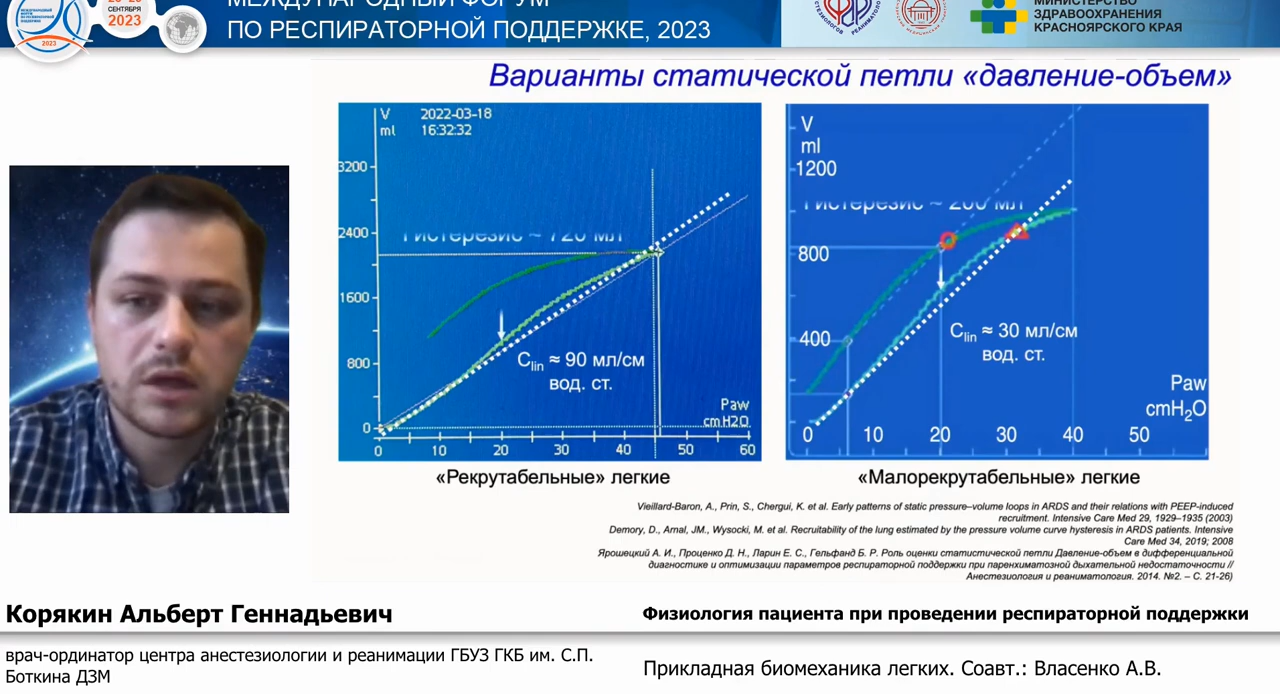 МЕЖДУНАРОДНЫЙ ФОРУМ
ПО РЕСПИРАТОРНОЙ ПОДДЕРЖКЕ, 2023
СЕНТЯБРЯ
2023
2023
МИНИСТЕРСТВО
ЗДРАВООХРАНЕНИЯ
КРАСНОЯРСКОГО КРАЯ
Варианты статической петли «давление-объем»
V
ml
2022-03-18
16:32:32
3200
2400
1600
800
0
Гистерезис ~ 720 мл
Clin ≈ 90 мл/см
вод. ст.
Paw
cmH2O
0 10 20 30 40 50 60
«Рекрутабельные» легкие
V
ml
1200
800
400
Гистерезис ~ 200 мл
Clin ≈ 30 мл/см
вод. ст.
Paw
cmH2O
0 10 20 30 40 50
«Малорекрутабельные» легкие
Vieillard-Baron, A., Prin, S., Chergui, K. et al. Early patterns of static pressure–volume loops in ARDS and their relations with PEEP-induced
recruitment. Intensive Care Med 29, 1929–1935 (2003)
Demory, D., Arnal, JM., Wysocki, M. et al. Recruitability of the lung estimated by the pressure volume curve hysteresis in ARDS patients. Intensive
Care Med 34, 2019; 2008
Ярошецкий А. И., Проценко Д. Н., Ларин Е. С., Гельфанд Б. Р. Роль оценки статистической петли Давление-объем в дифференциальной
диагностике и оптимизации параметров респираторной поддержки при паренхиматозной дыхательной недостаточности //
Анестезиология и реаниматология. 2014. №2. – С. 21-26)
Корякин Альберт Геннадьевич
врач-ординатор центра анестезиологии и реанимации ГБУЗ ГКБ им. С.П.
Боткина ДЗМ
Физиология пациента при проведении респираторной поддержки
Прикладная биомеханика легких. Соавт.: Власенко А.В.